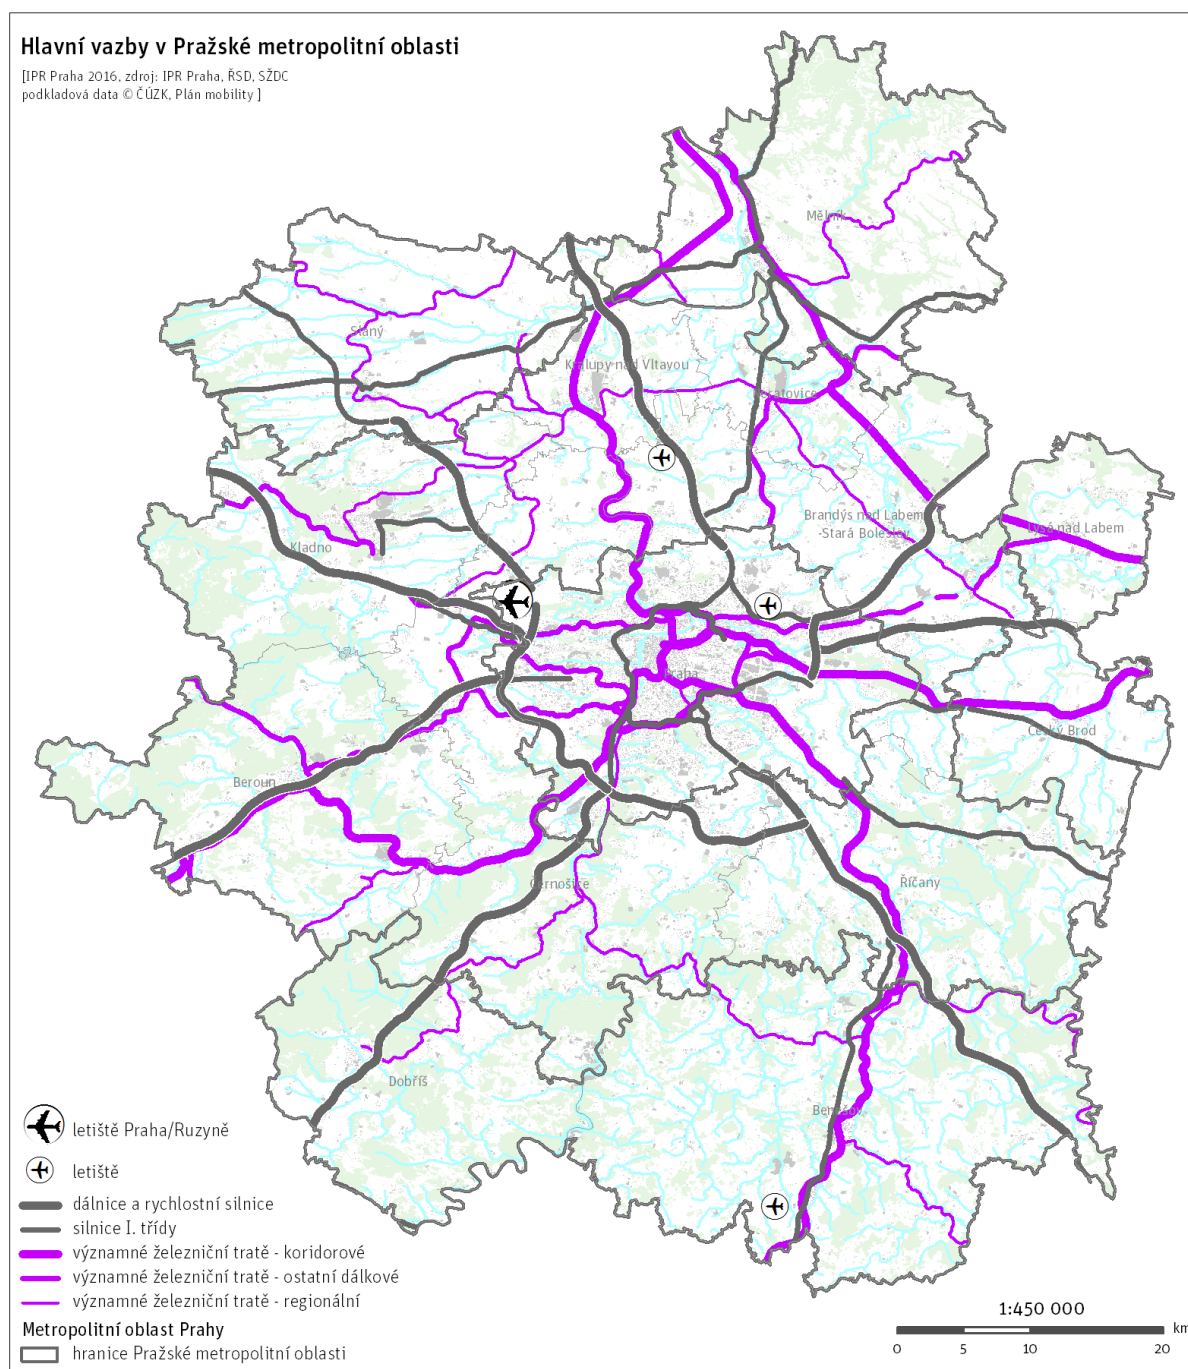 Hlavní vazby v Pražské metropolitní oblasti
[IPR Praha 2016, zdroj: IPR Praha, ŘSD, SŽDC
podkladová data © ČÚZK, Plán mobility ]
Mělník
Slaný
Kralupy nad Vltavou
Brandýs nad Labem
-Stará Boleslav
Lysá nad Labem
Kladno
Český Brod
Beroun
Říčany
Černošice
Dobříš
Benešov
letiště Praha/Ruzyně
letiště
dálnice a rychlostní silnice
silnice I. třídy
významné železniční tratě - koridorové
významné železniční tratě - ostatní dálkové
významné železniční tratě - regionální
Metropolitní oblast Prahy
hranice Pražské metropolitní oblasti
1:450 000
km
0 5 10 20